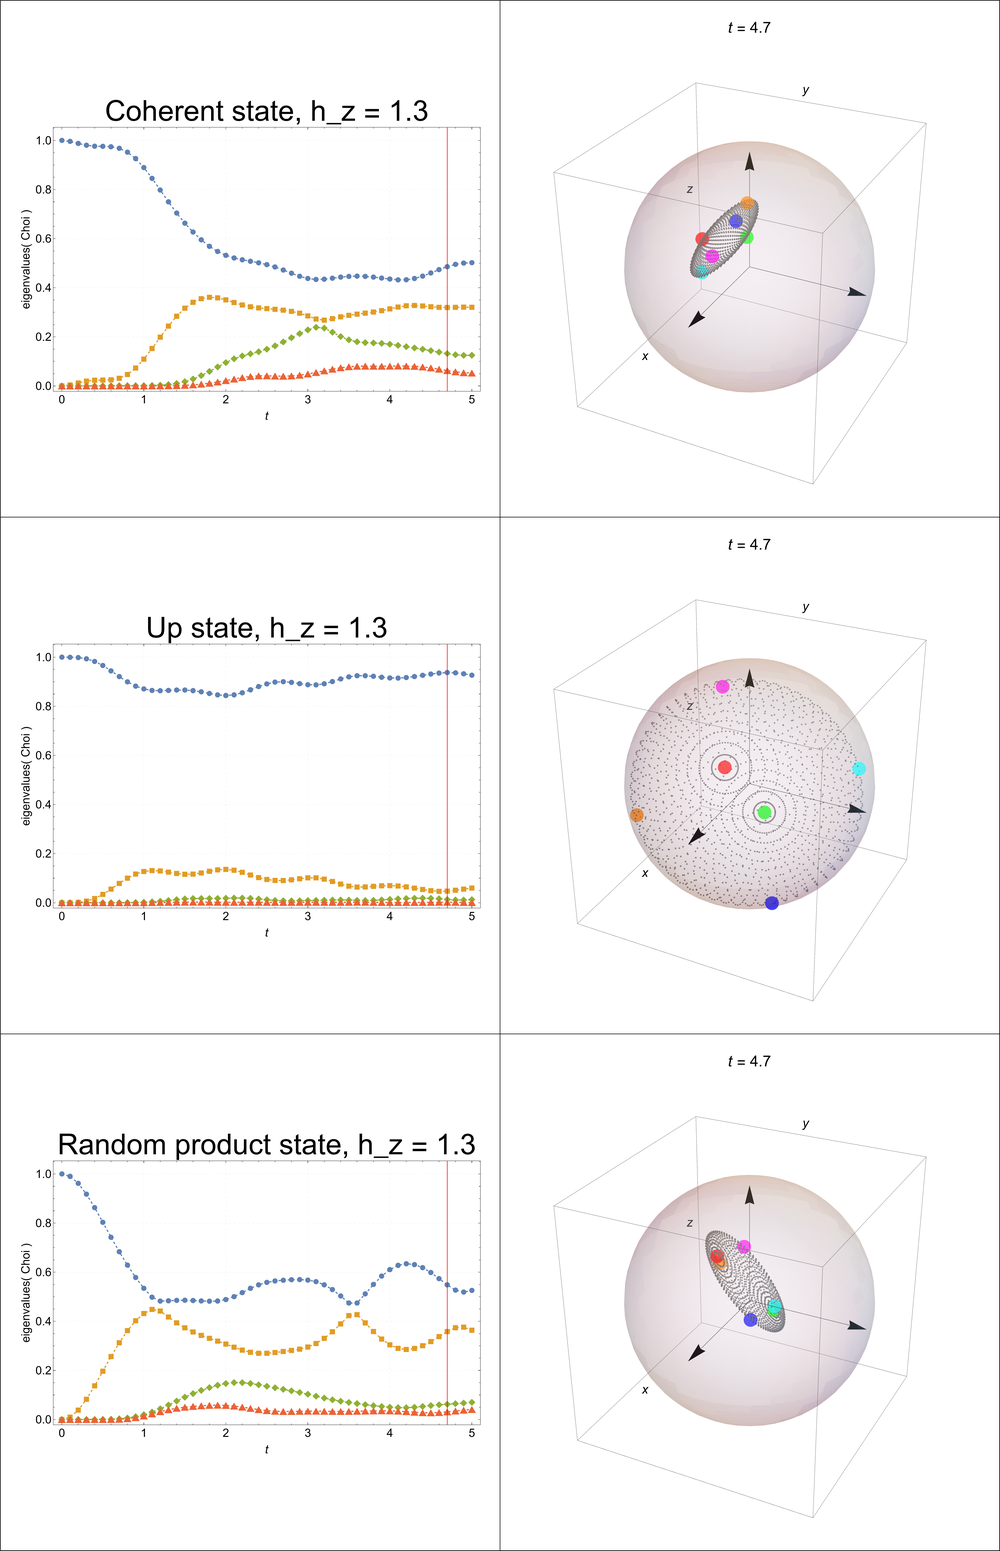 Coherent state, h_z = 1.3
eigenvalues( Choi )
1.0
0.8
0.6
0.4
0.2
0.0
0 1 2 3 4 5
t
t = 4.7
y
z
x
Up state, h_z = 1.3
eigenvalues( Choi )
1.0
0.8
0.6
0.4
0.2
0.0
0 1 2 3 4 5
t
t = 4.7
y
z
x
Random product state, h_z = 1.3
eigenvalues( Choi )
1.0
0.8
0.6
0.4
0.2
0.0
0 1 2 3 4 5
t
t = 4.7
y
z
x